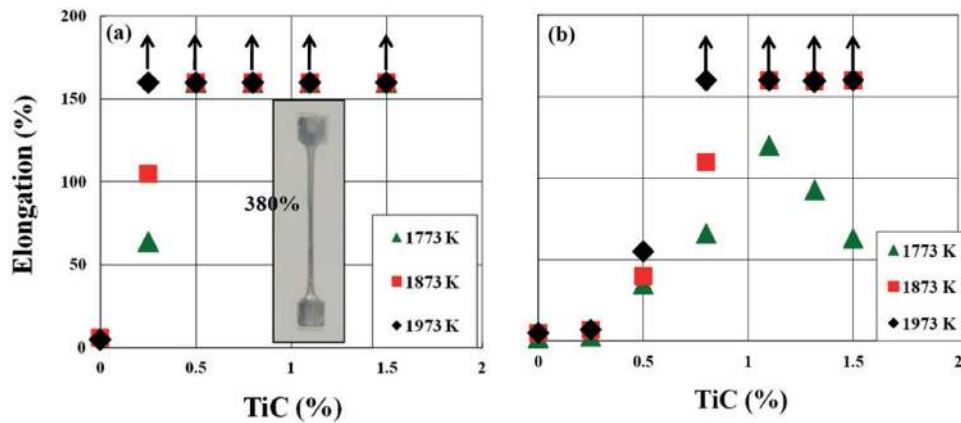 (a)
(b)
Elongation (%)
200
150
100
50
0
380%
1773 K
1873 K
1973 K
1773 K
1873 K
1973 K
0 0.5 1 1.5 2
0 0.5 1 1.5 2
TiC (%)
TiC (%)